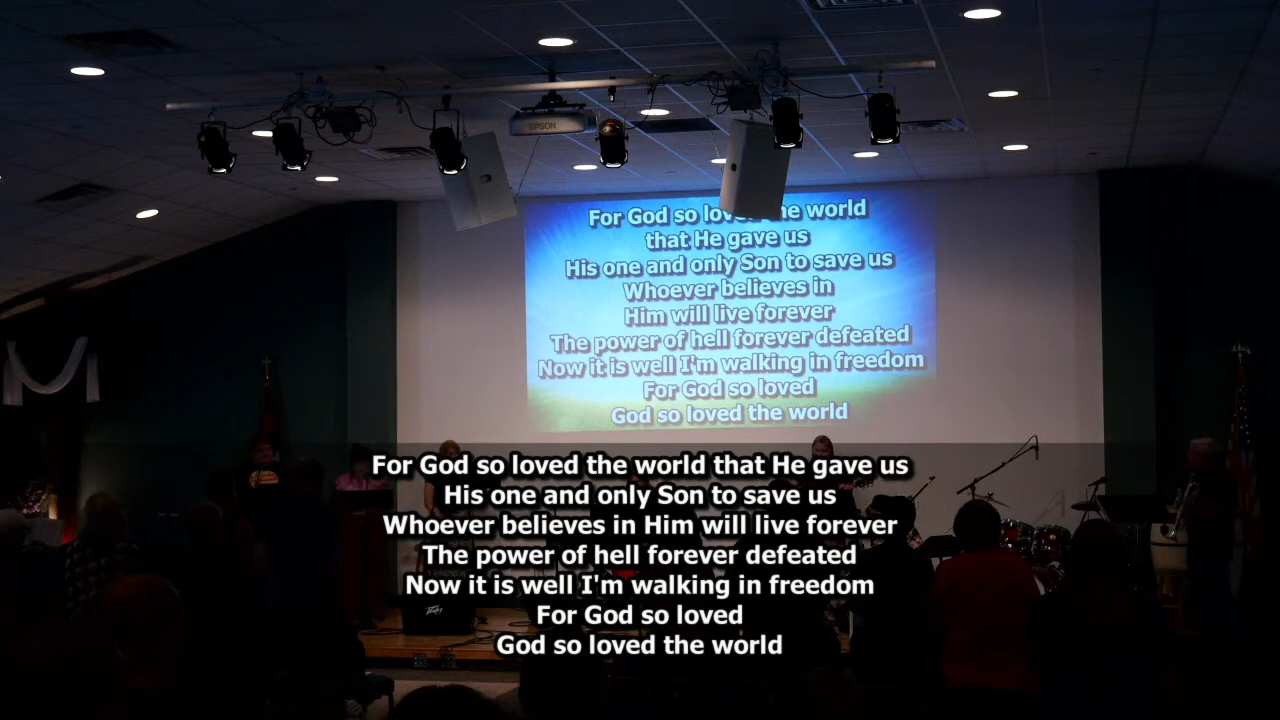 EPSON
For God so loved the world
that He gave us
His one and only Son to save us
Whoever believes in
Him will live forever
The power of hell forever defeated
Now it is well I'm walking in freedom
For God so loved
God so loved the world
For God so loved the world that He gave us
His one and only Son to save us
Whoever believes in Him will live forever
The power of hell forever defeated
Now it is well I'm walking in freedom
For God so loved
God so loved the world
Peavey